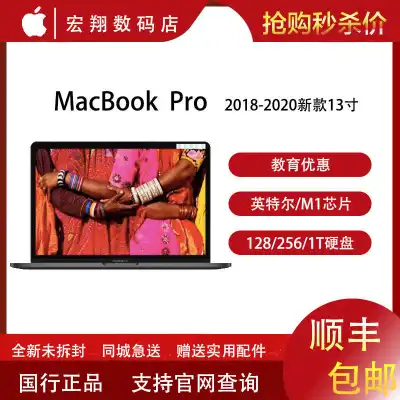 宏翔数码店
抢购秒杀价
MacBook Pro 2018-2020新款13寸
教育优惠
英特尔/M1芯片
128/256/1T硬盘
全新未拆封 同城急送 赠送实用配件
国行正品 支持官网查询
顺丰
包邮